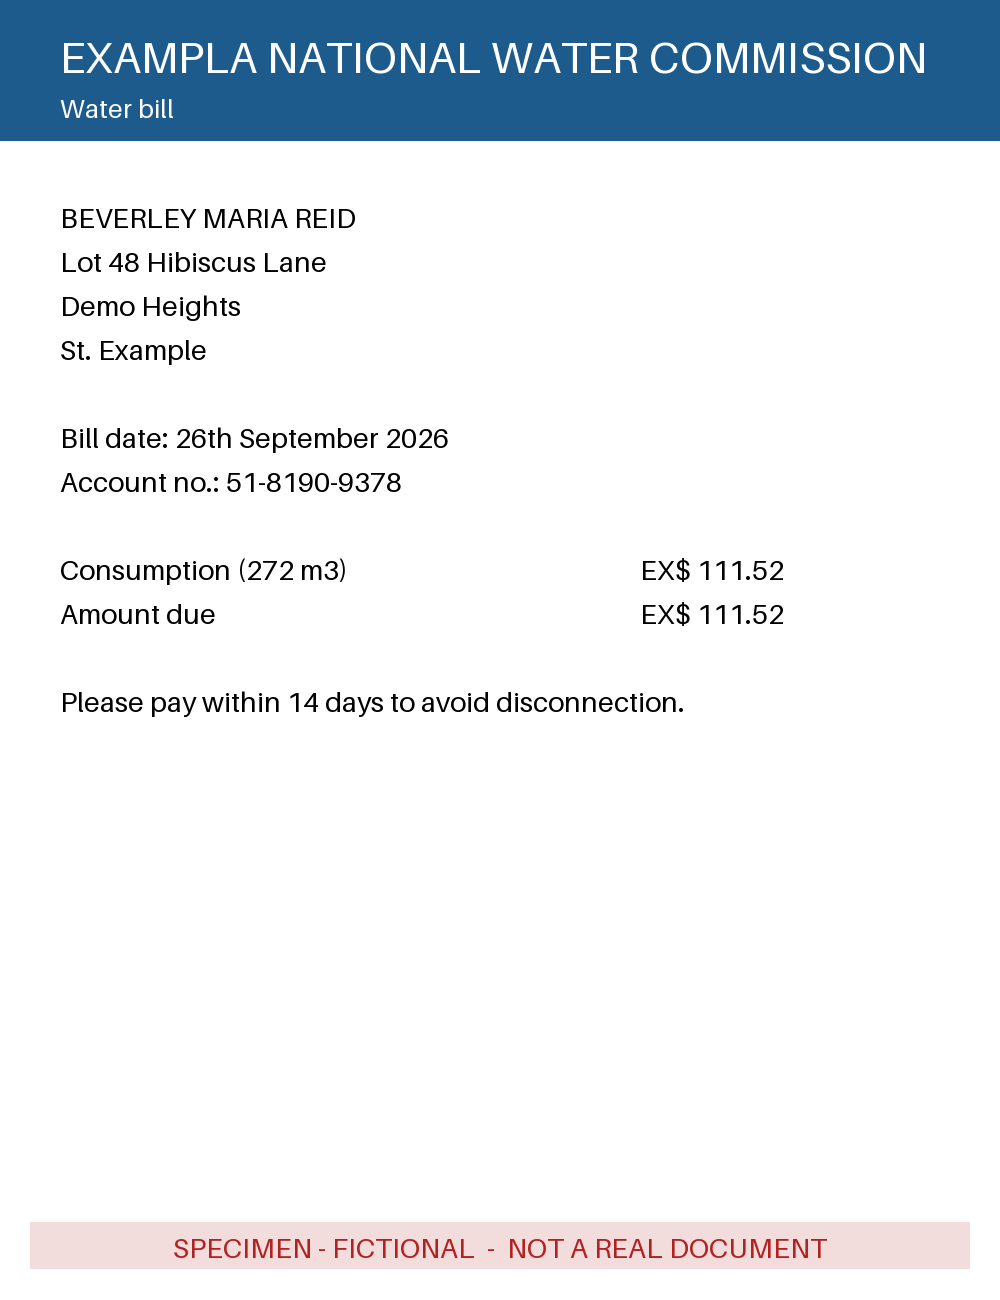 EXAMPLA NATIONAL WATER COMMISSION
Water bill
BEVERLEY MARIA REID
Lot 48 Hibiscus Lane
Demo Heights
St. Example
Bill date: 26th September 2026
Account no.: 51-8190-9378
Consumption (272 m3) EX$ 111.52
Amount due EX$ 111.52
Please pay within 14 days to avoid disconnection.
SPECIMEN - FICTIONAL - NOT A REAL DOCUMENT